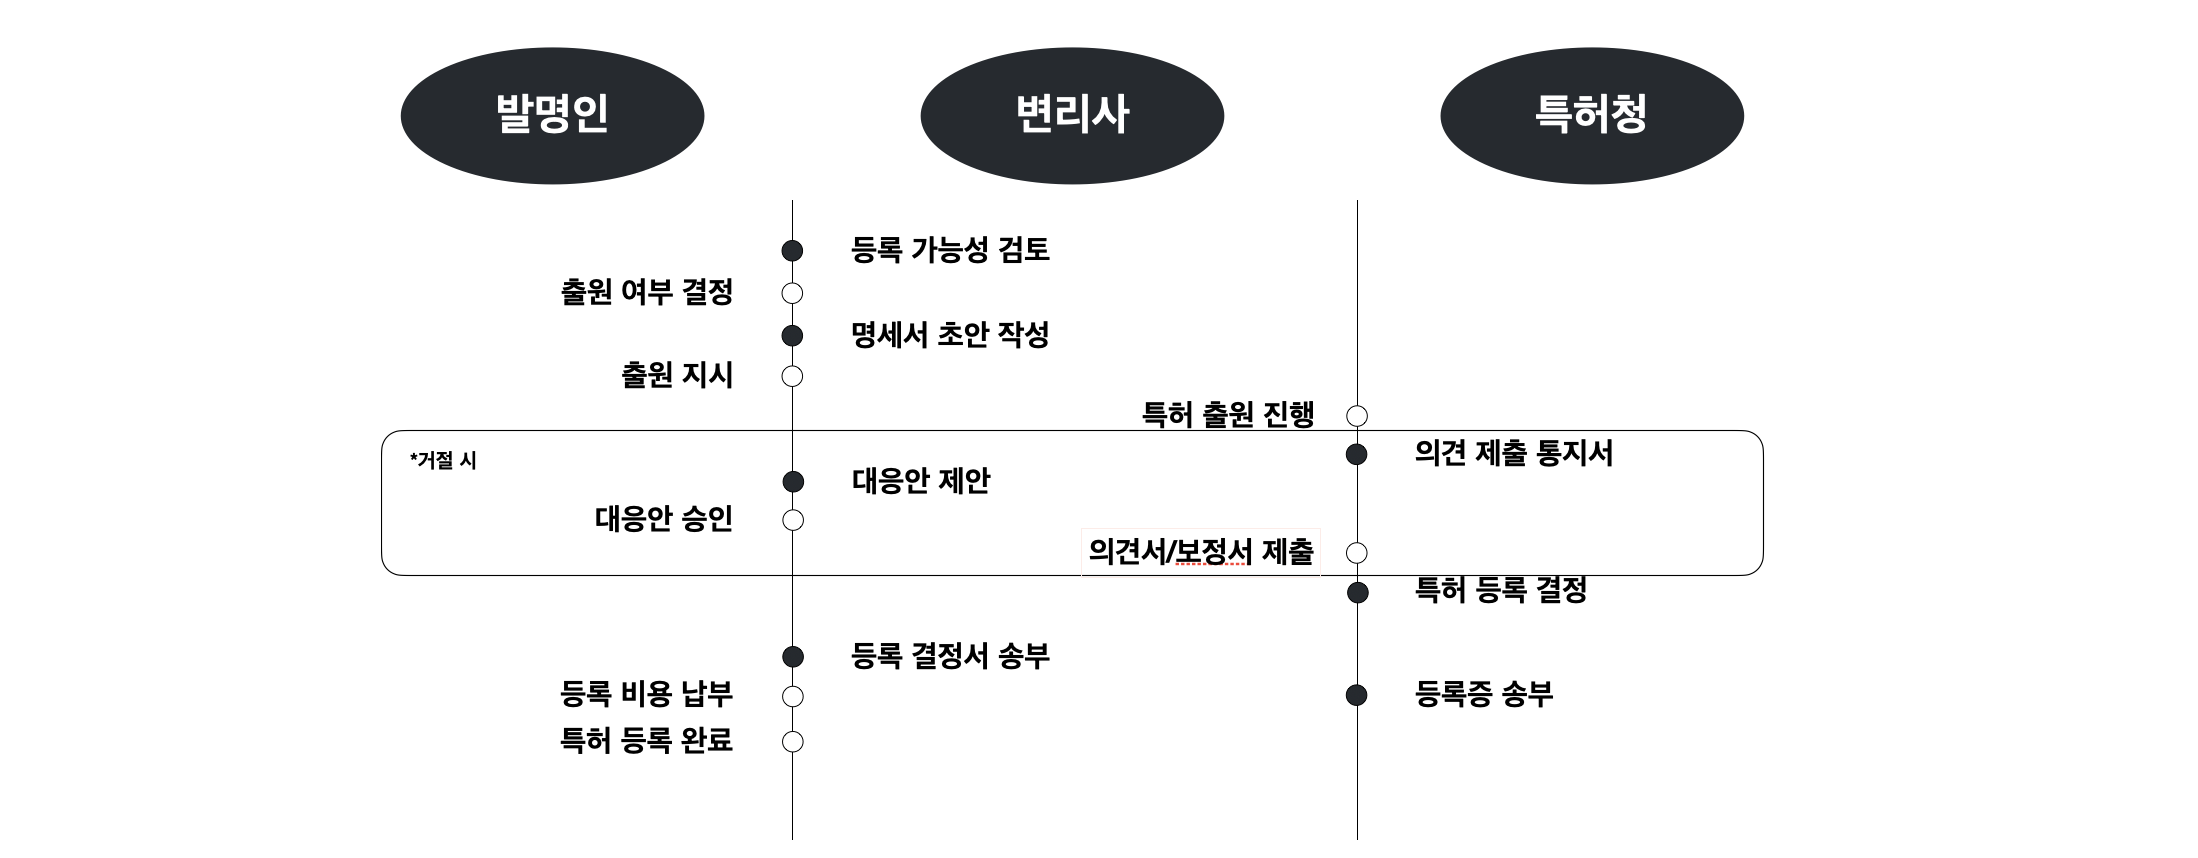 발명인
변리사
특허청
등록 가능성 검토
출원 여부 결정
명세서 초안 작성
출원 지시
특허 출원 진행
*거절 시
의견 제출 통지서
대응안 제안
대응안 승인
의견서/보정서 제출
특허 등록 결정
등록 결정서 송부
등록 비용 납부
등록증 송부
특허 등록 완료